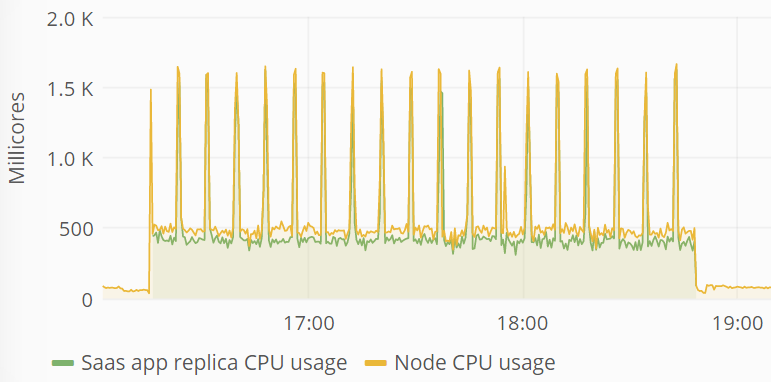 2.0 K
1.5 K
1.0 K
500
0
Millicores
17:00 18:00 19:00
Saas app replica CPU usage Node CPU usage